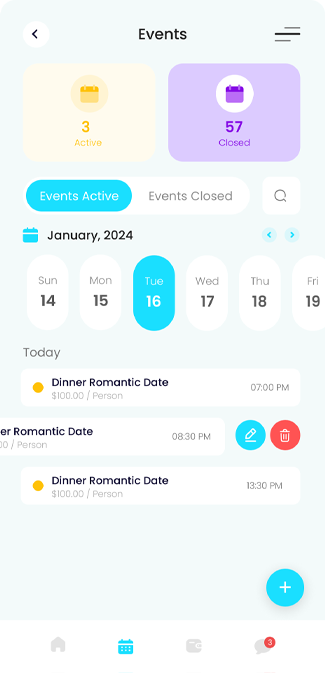 Events
3
Active
57
Closed
Events Active
Events Closed
January, 2024
Sun
14
Mon
15
Tue
16
Wed
17
Thu
18
Fri
19
Today
Dinner Romantic Date
$100.00 / Person
07:00 PM
er Romantic Date
00 / Person
08:30 PM
Dinner Romantic Date
$100.00 / Person
13:30 PM
3